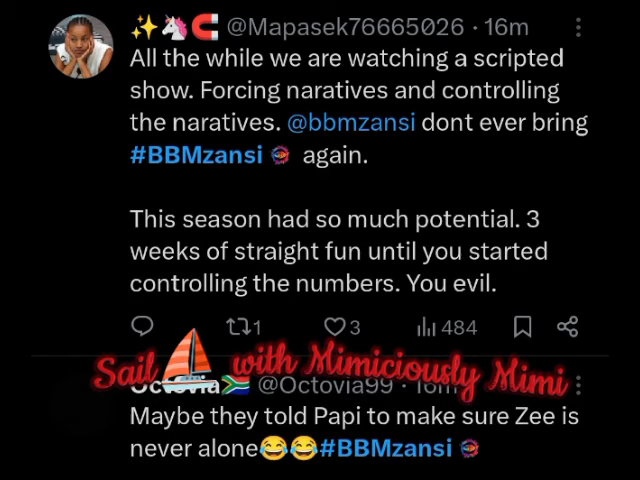 ✨🦄🧲 @Mapasek76665026 · 16m
All the while we are watching a scripted
show. Forcing naratives and controlling
the naratives. @bbmzansi dont ever bring
#BBMzansi again.
This season had so much potential. 3
weeks of straight fun until you started
controlling the numbers. You evil.
1 3 484
Sail⛵ with Mimiciously Mimi
Octovia🇿🇦 @Octovia99 · 16m
Maybe they told Papi to make sure Zee is
never alone😂😂#BBMzansi